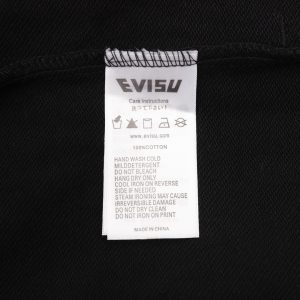 EVISU
Care Instructions
www.evisu.com
100%COTTON
HAND WASH COLD
MILDDETERGENT
DO NOT BLEACH
HANG DRY ONLY
COOL IRON ON REVERSE
SIDE IF NEEDED
STEAM IRONING MAY CAUSE
IRREVERSIBLE DAMAGE
DO NOT DRY CLEAN
DO NOT IRON ON PRINT
MADE IN CHINA